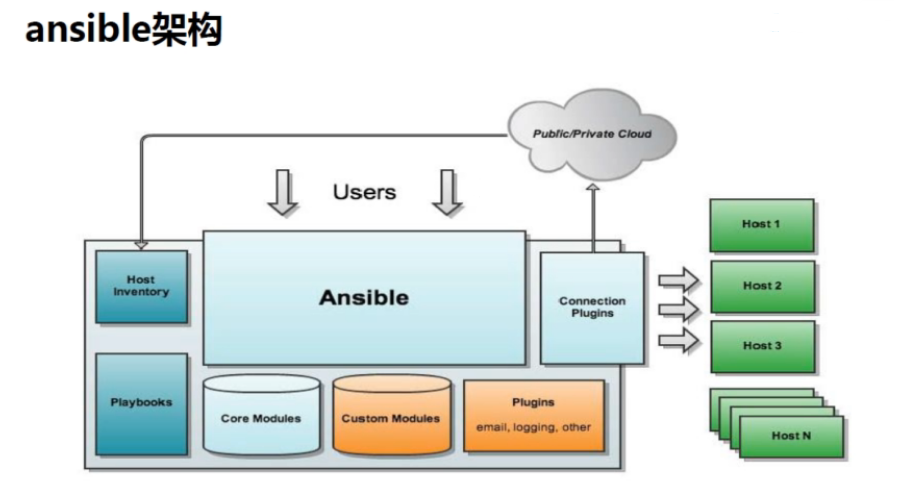 ansible架构
Public/Private Cloud
Users
Host
Inventory
Ansible
Connection
Plugins
Host 1
Host 2
Host 3
Playbooks
Core Modules
Custom Modules
Plugins
email, logging, other
Host N